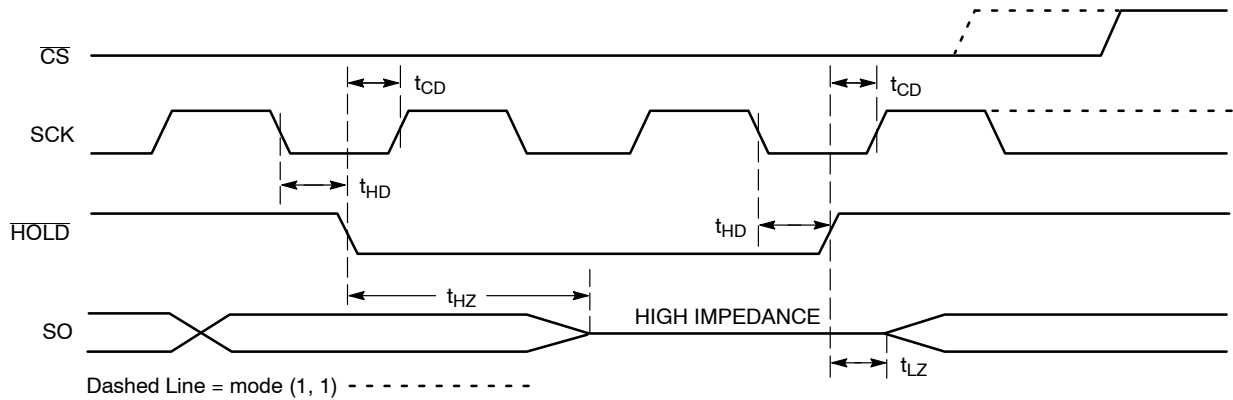 CS
tCD
tCD
SCK
tHD
HOLD
tHD
tHZ
HIGH IMPEDANCE
SO
tLZ
Dashed Line = mode (1, 1)